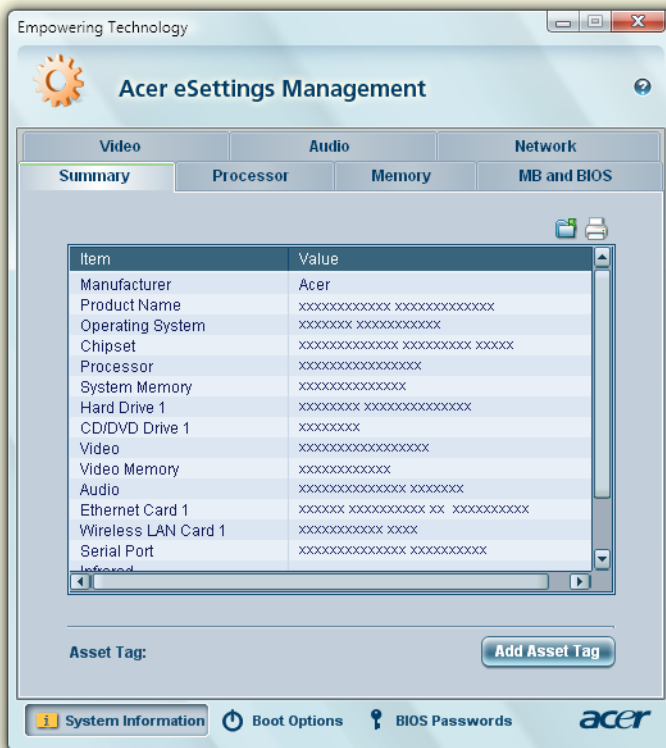 Empowering Technology
Acer eSettings Management
Video Audio Network
Summary Processor Memory MB and BIOS
Item Value
Manufacturer Acer
Product Name xxxxxxxxxxxx xxxxxxxxxxxxx
Operating System xxxxxxx xxxxxxxxxxx
Chipset xxxxxxxxxxxxx xxxxxxxxx xxxxx
Processor xxxxxxxxxxxxxxxx
System Memory xxxxxxxxxxxxxx
Hard Drive 1 xxxxxxxx xxxxxxxxxxxxxx
CD/DVD Drive 1 xxxxxxxx
Video xxxxxxxxxxxxxxxxx
Video Memory xxxxxxxxxxxx
Audio xxxxxxxxxxxxxx xxxxxxx
Ethernet Card 1 xxxxxx xxxxxxxxxx xx xxxxxxxxxx
Wireless LAN Card 1 xxxxxxxxxxx xxxx
Serial Port xxxxxxxxxxxxxx xxxxxxxxxx
Infrared
Asset Tag: Add Asset Tag
System Information Boot Options BIOS Passwords acer